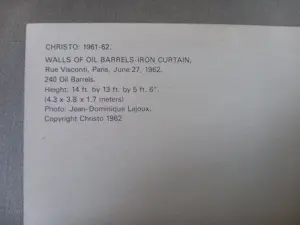 CHRISTO: 1961-62.
WALLS OF OIL BARRELS-IRON CURTAIN,
Rue Visconti, Paris, June 27, 1962.
240 Oil Barrels.
Height: 14 ft. by 13 ft by 5 ft. 6".
(4.3 x 3.8 x 1.7 meters)
Photo: Jean-Dominique Lajoux.
Copyright Christo 1962